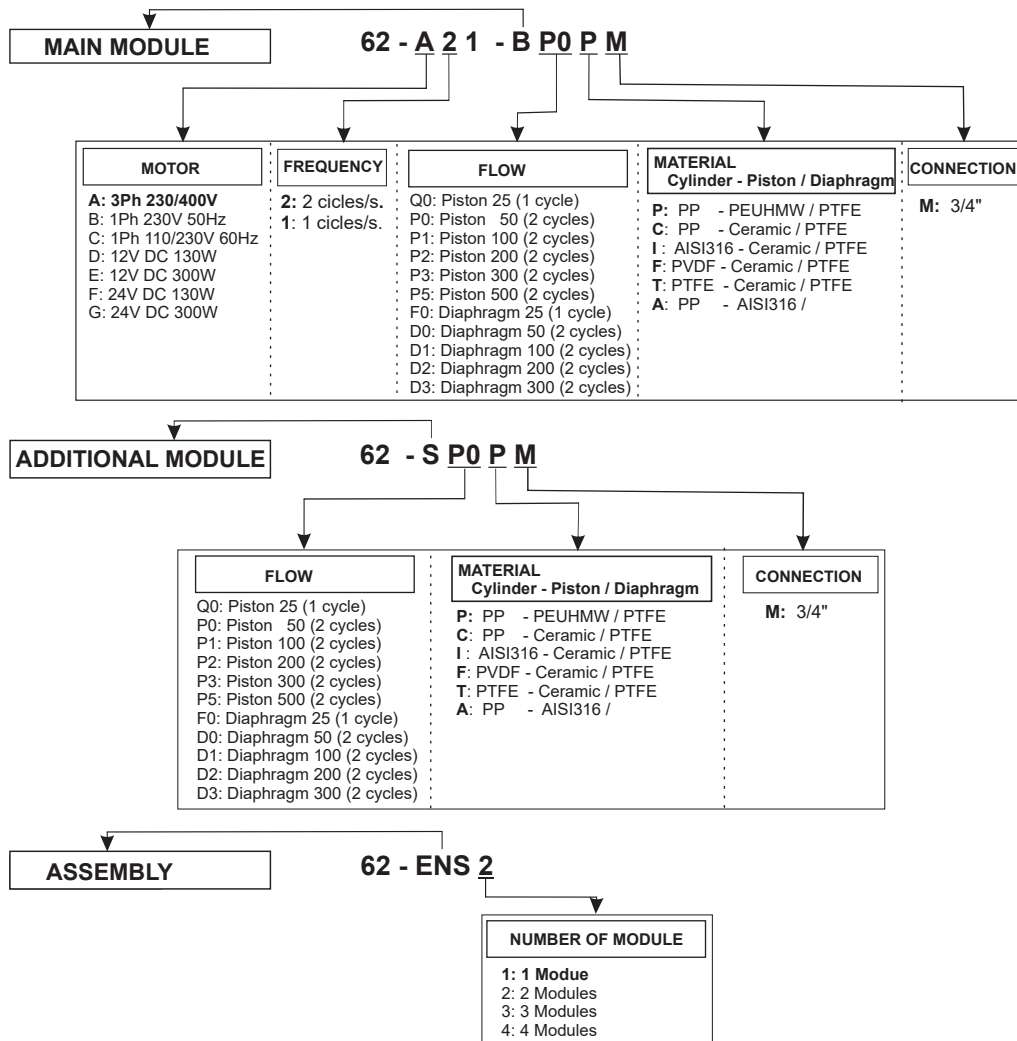 MAIN MODULE
62 - A 2 1 - B P0 P M
MOTOR
A: 3Ph 230/400V
B: 1Ph 230V 50Hz
C: 1Ph 110/230V 60Hz
D: 12V DC 130W
E: 12V DC 300W
F: 24V DC 130W
G: 24V DC 300W
FREQUENCY
2: 2 cicles/s.
1: 1 cicles/s.
FLOW
Q0: Piston 25 (1 cycle)
P0: Piston 50 (2 cycles)
P1: Piston 100 (2 cycles)
P2: Piston 200 (2 cycles)
P3: Piston 300 (2 cycles)
P5: Piston 500 (2 cycles)
F0: Diaphragm 25 (1 cycle)
D0: Diaphragm 50 (2 cycles)
D1: Diaphragm 100 (2 cycles)
D2: Diaphragm 200 (2 cycles)
D3: Diaphragm 300 (2 cycles)
MATERIAL
Cylinder - Piston / Diaphragm
P: PP - PEUHMW / PTFE
C: PP - Ceramic / PTFE
I : AISI316 - Ceramic / PTFE
F: PVDF - Ceramic / PTFE
T: PTFE - Ceramic / PTFE
A: PP - AISI316 /
CONNECTION
M: 3/4"
ADDITIONAL MODULE
62 - S P0 P M
FLOW
Q0: Piston 25 (1 cycle)
P0: Piston 50 (2 cycles)
P1: Piston 100 (2 cycles)
P2: Piston 200 (2 cycles)
P3: Piston 300 (2 cycles)
P5: Piston 500 (2 cycles)
F0: Diaphragm 25 (1 cycle)
D0: Diaphragm 50 (2 cycles)
D1: Diaphragm 100 (2 cycles)
D2: Diaphragm 200 (2 cycles)
D3: Diaphragm 300 (2 cycles)
MATERIAL
Cylinder - Piston / Diaphragm
P: PP - PEUHMW / PTFE
C: PP - Ceramic / PTFE
I : AISI316 - Ceramic / PTFE
F: PVDF - Ceramic / PTFE
T: PTFE - Ceramic / PTFE
A: PP - AISI316 /
CONNECTION
M: 3/4"
ASSEMBLY
62 - ENS 2
NUMBER OF MODULE
1: 1 Modue
2: 2 Modules
3: 3 Modules
4: 4 Modules